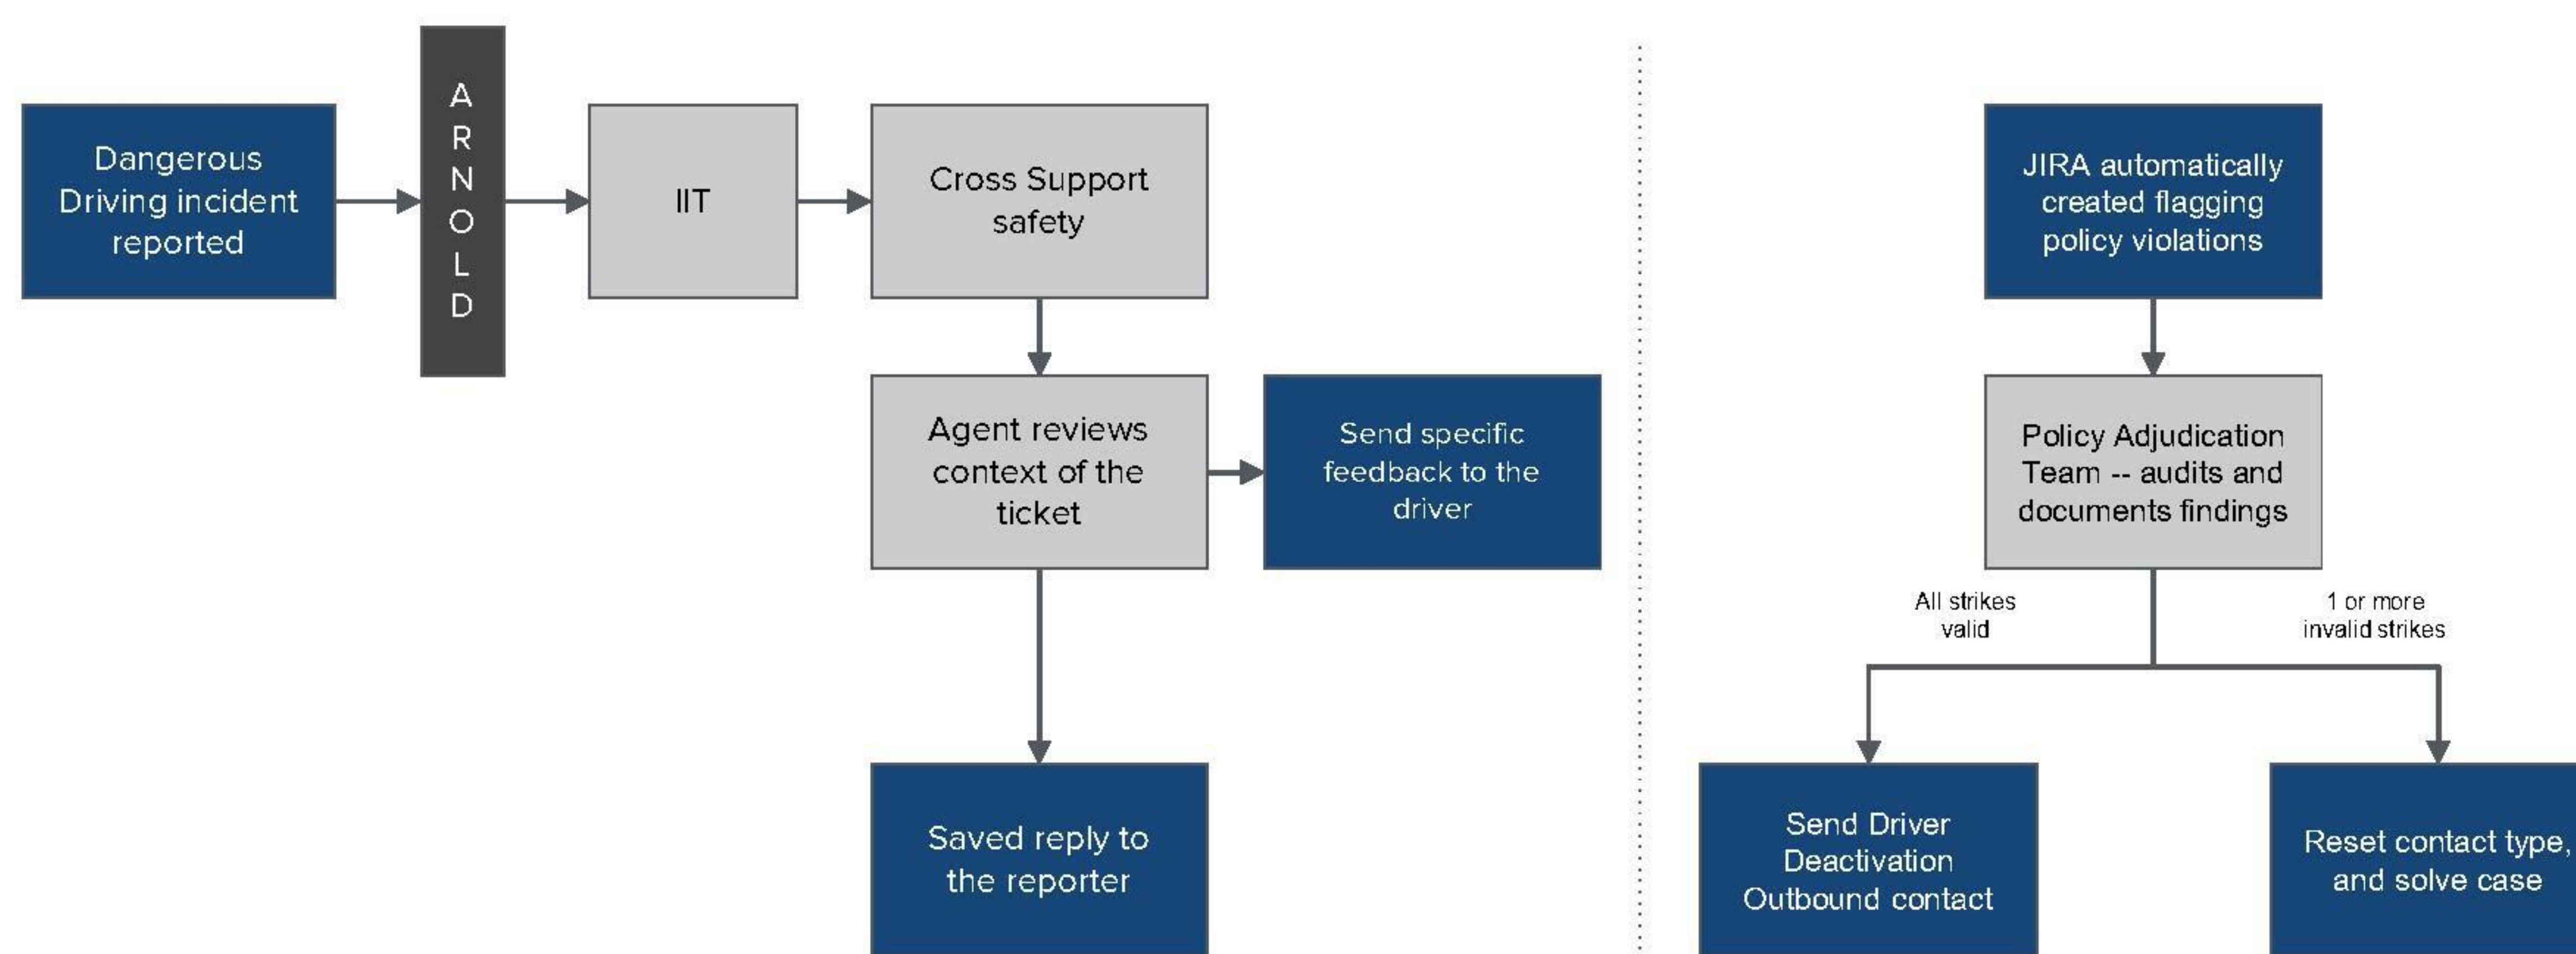 Dangerous
Driving incident
reported
ARNOLD
IIT
Cross Support
safety
Agent reviews
context of the
ticket
Send specific
feedback to the
driver
Saved reply to
the reporter
JIRA automatically
created flagging
policy violations
Policy Adjudication
Team -- audits and
documents findings
All strikes
valid
1 or more
invalid strikes
Send Driver
Deactivation
Outbound contact
Reset contact type,
and solve case